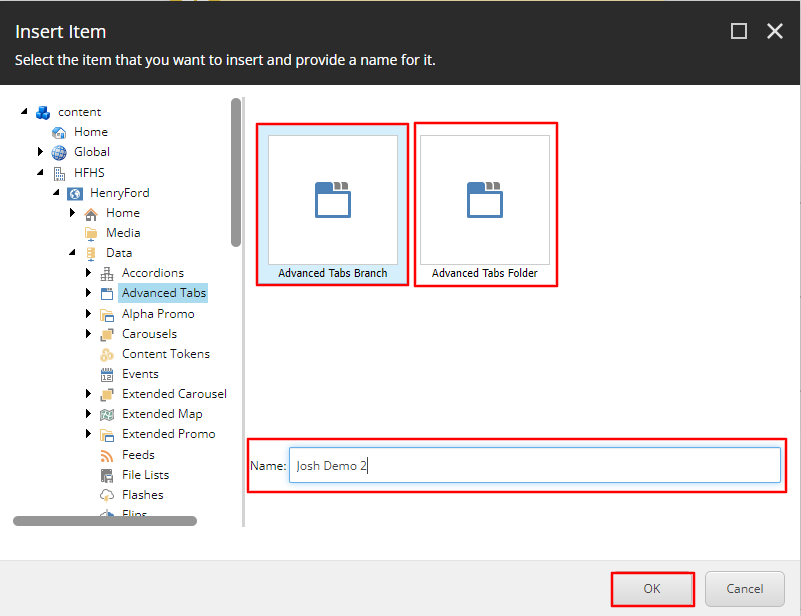 Insert Item
Select the item that you want to insert and provide a name for it.
content
Home
Global
HFHS
HenryFord
Home
Media
Data
Accordions
Advanced Tabs
Alpha Promo
Carousels
Content Tokens
Events
Extended Carousel
Extended Map
Extended Promo
Feeds
File Lists
Flashes
Flips
Advanced Tabs Branch
Advanced Tabs Folder
Name: Josh Demo 2
OK
Cancel